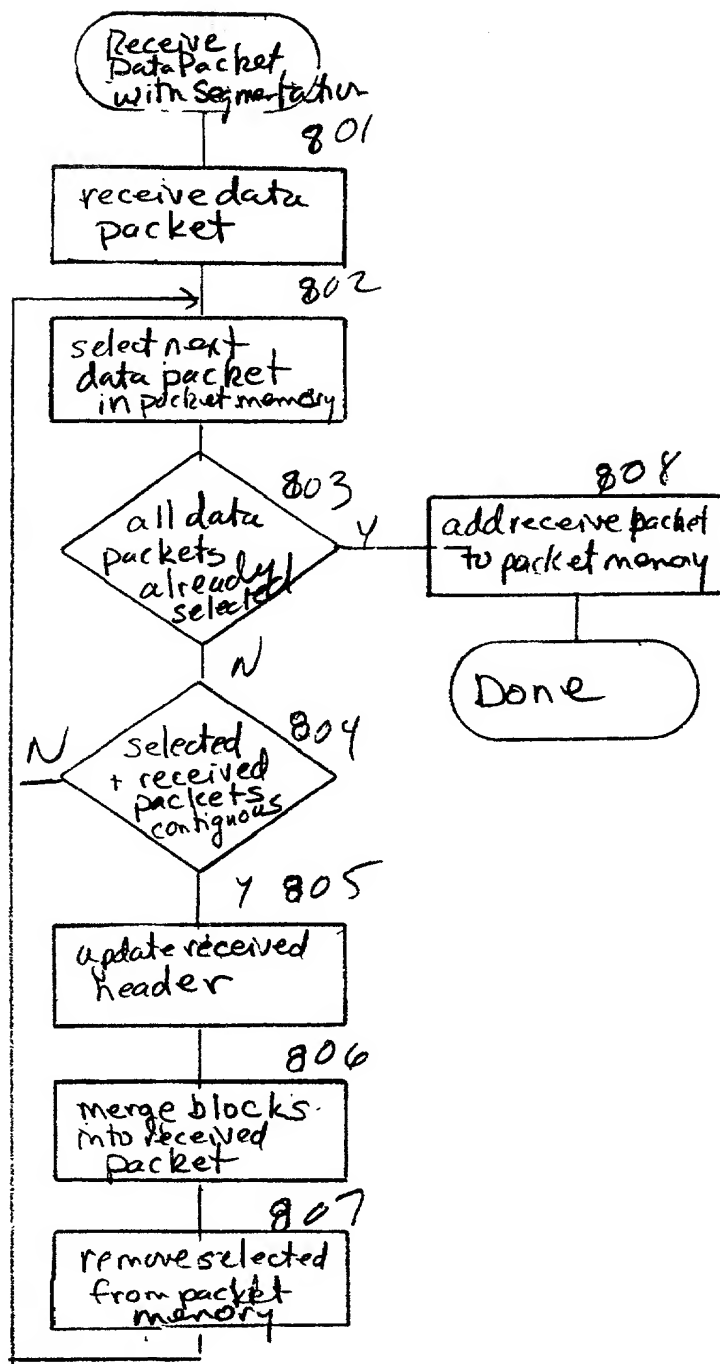 Receive
Data Packet
with Segmentation
801
receive data
packet
802
select next
data packet
in packet memory
803
all data
packets
already
selected
Y
808
add receive packet
to packet memory
Done
N
804
selected
+ received
packets
contiguous
N
Y 805
update received
header
806
merge blocks
into received
packet
807
remove selected
from packet
memory